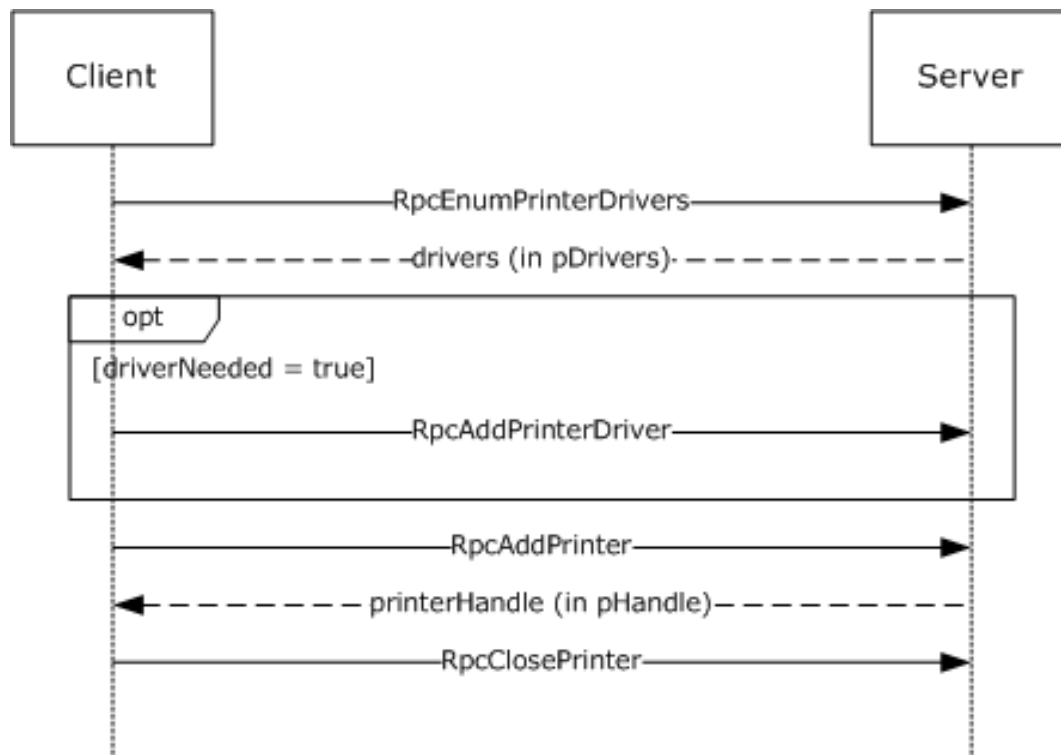 Client
Server
RpcEnumPrinterDrivers
drivers (in pDrivers)
opt
[driverNeeded = true]
RpcAddPrinterDriver
RpcAddPrinter
printerHandle (in pHandle)
RpcClosePrinter